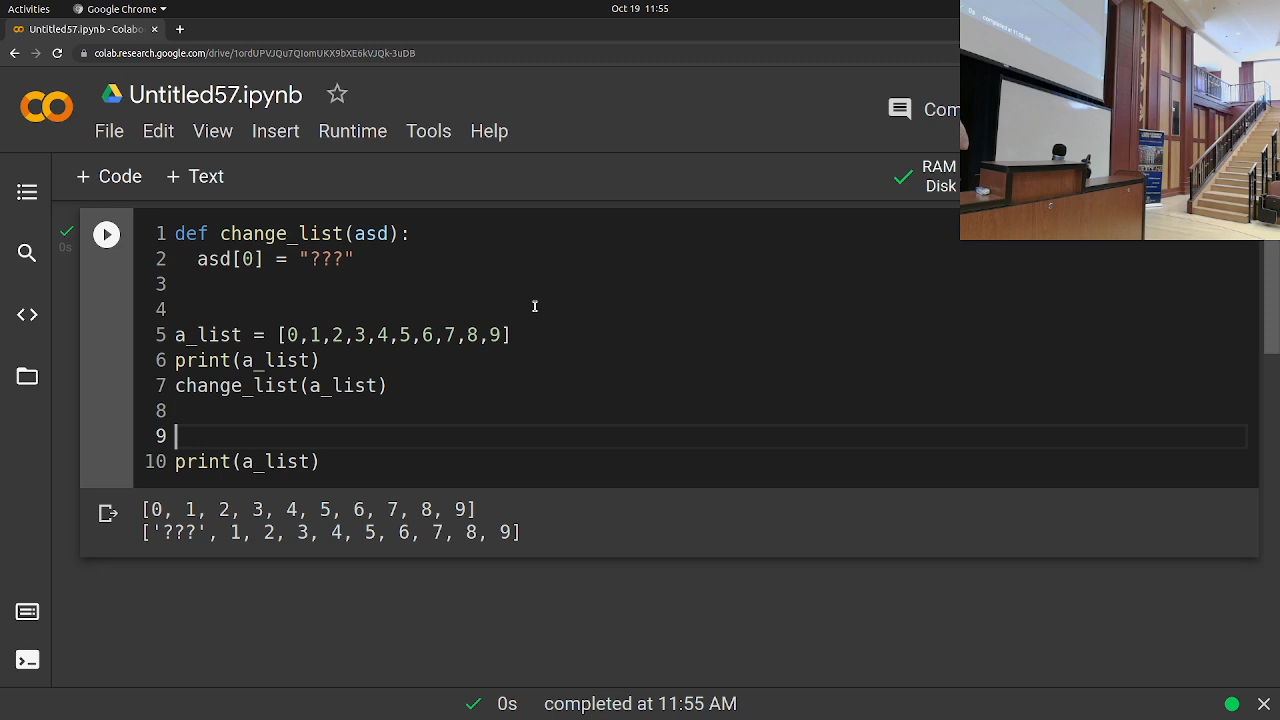 Activities
Google Chrome
Oct 19 11:55
Untitled57.ipynb - Colabo
colab.research.google.com/drive/1ordUPVJQu7QIomUKX9bXE6kVJQk-3uDB
Untitled57.ipynb
Com
File Edit View Insert Runtime Tools Help
+ Code + Text
RAM
Disk
0s
1 def change_list(asd):
2 asd[0] = "???"
3
4
5 a_list = [0,1,2,3,4,5,6,7,8,9]
6 print(a_list)
7 change_list(a_list)
8
9
10 print(a_list)
[0, 1, 2, 3, 4, 5, 6, 7, 8, 9]
['???', 1, 2, 3, 4, 5, 6, 7, 8, 9]
0s completed at 11:55 AM